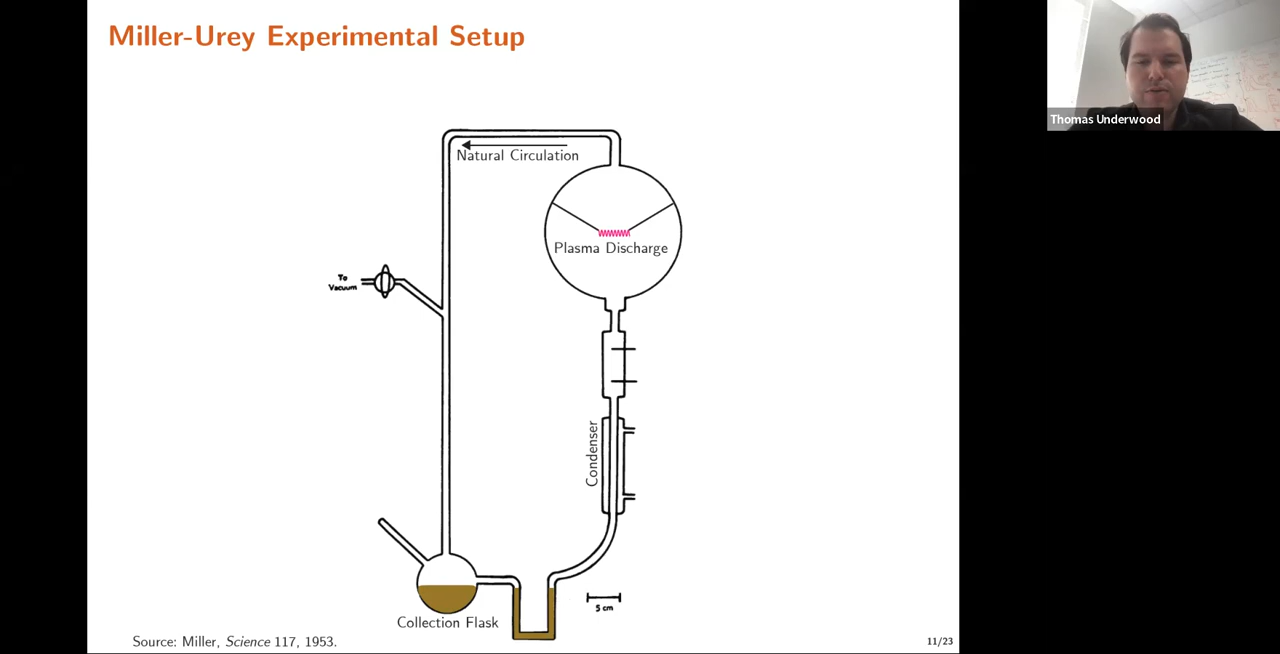 Miller-Urey Experimental Setup
Thomas Underwood
Natural Circulation
Plasma Discharge
To
Vacuum
Condenser
5 cm
Collection Flask
Source: Miller, Science 117, 1953.
11/23